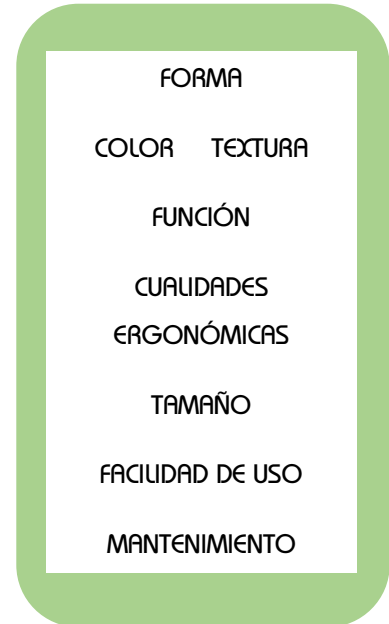 FORMA
COLOR TEXTURA
FUNCIÓN
CUALIDADES
ERGONÓMICAS
TAMAÑO
FACILIDAD DE USO
MANTENIMIENTO